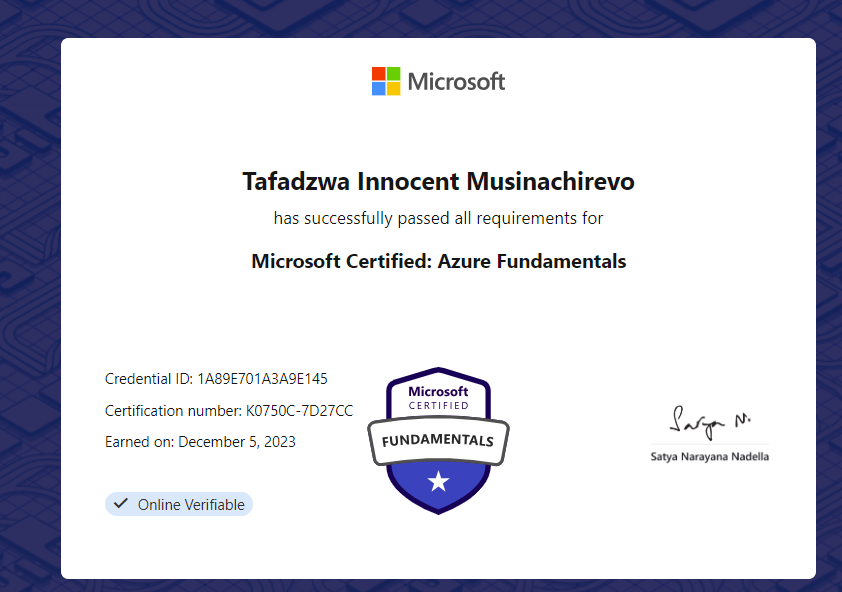 Microsoft
Tafadzwa Innocent Musinachirevo
has successfully passed all requirements for
Microsoft Certified: Azure Fundamentals
Credential ID: 1A89E701A3A9E145
Certification number: K0750C-7D27CC
Earned on: December 5, 2023
Online Verifiable
Microsoft
CERTIFIED
FUNDAMENTALS
Satya N.
Satya Narayana Nadella